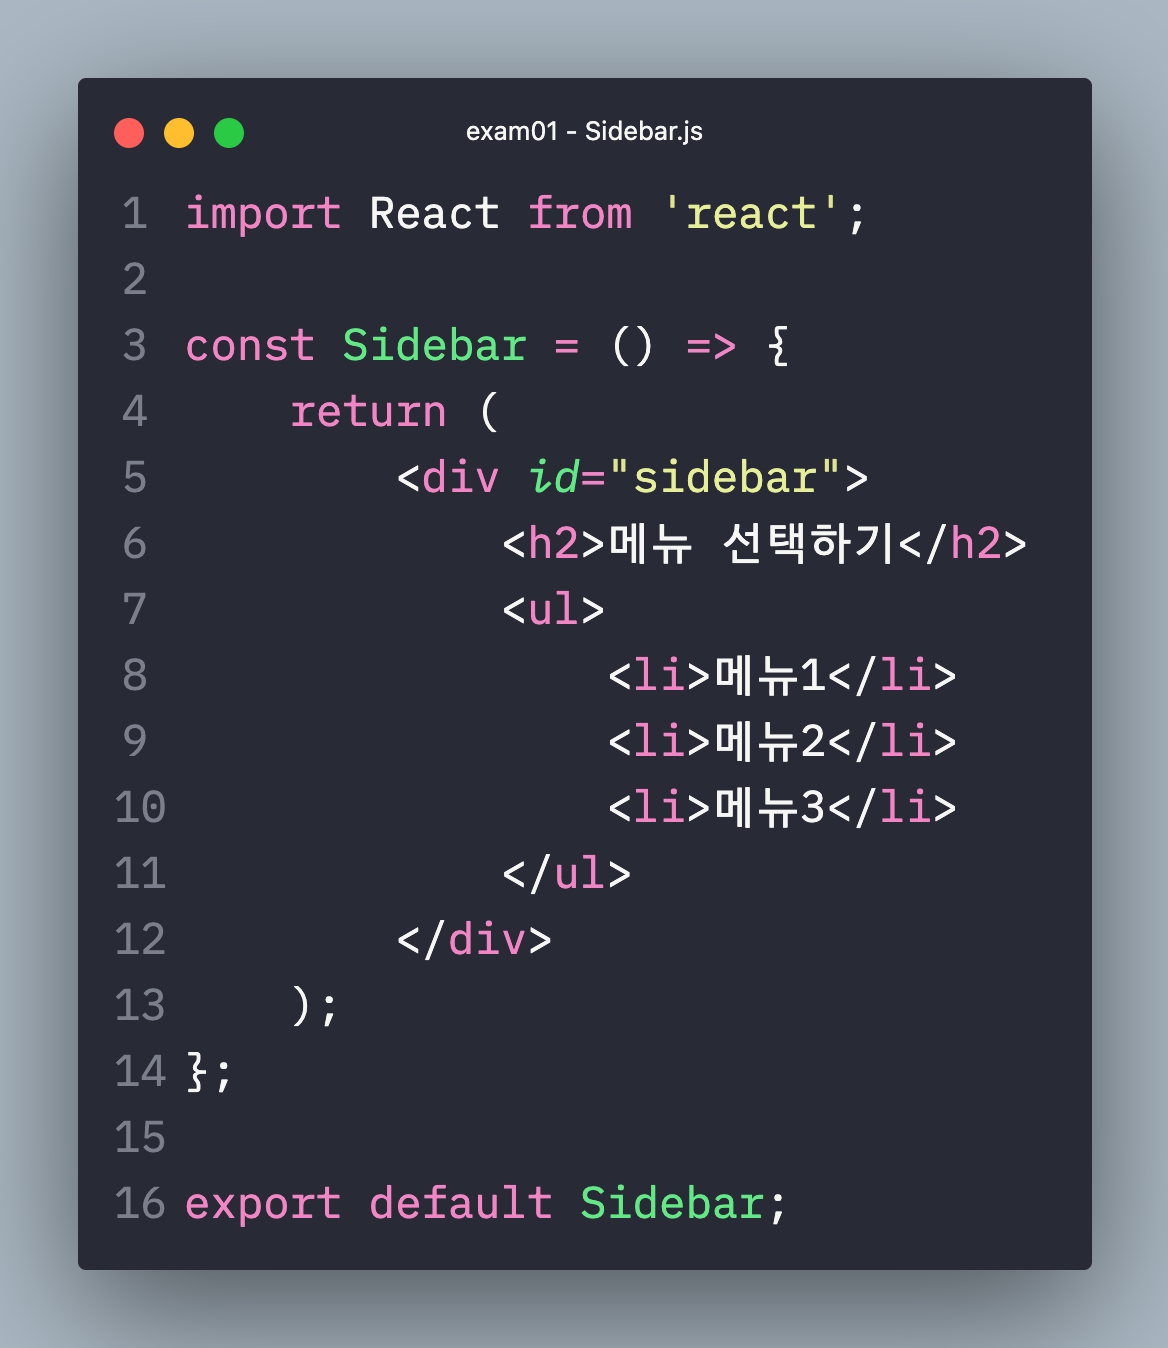 exam01 - Sidebar.js
1 import React from 'react';
2
3 const Sidebar = () => {
4     return (
5         <div id="sidebar">
6             <h2>메뉴 선택하기</h2>
7             <ul>
8                 <li>메뉴1</li>
9                 <li>메뉴2</li>
10                 <li>메뉴3</li>
11             </ul>
12         </div>
13     );
14 };
15
16 export default Sidebar;